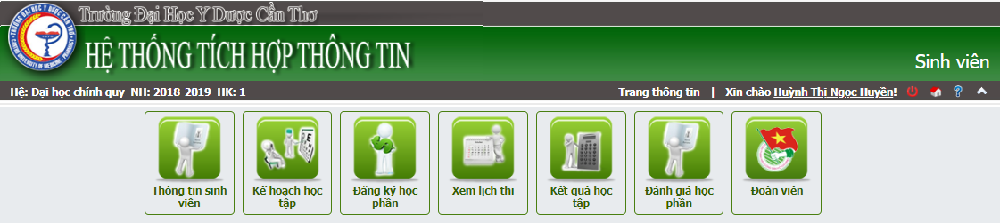 Trường Đại Học Y Dược Cần Thơ
HỆ THỐNG TÍCH HỢP THÔNG TIN
Sinh viên
Hệ: Đại học chính quy NH: 2018-2019 HK: 1
Trang thông tin | Xin chào Huỳnh Thị Ngọc Huyền!
Thông tin sinh
viên
Kế hoạch học
tập
Đăng ký học
phần
Xem lịch thi
Kết quả học
tập
Đánh giá học
phần
Đoàn viên